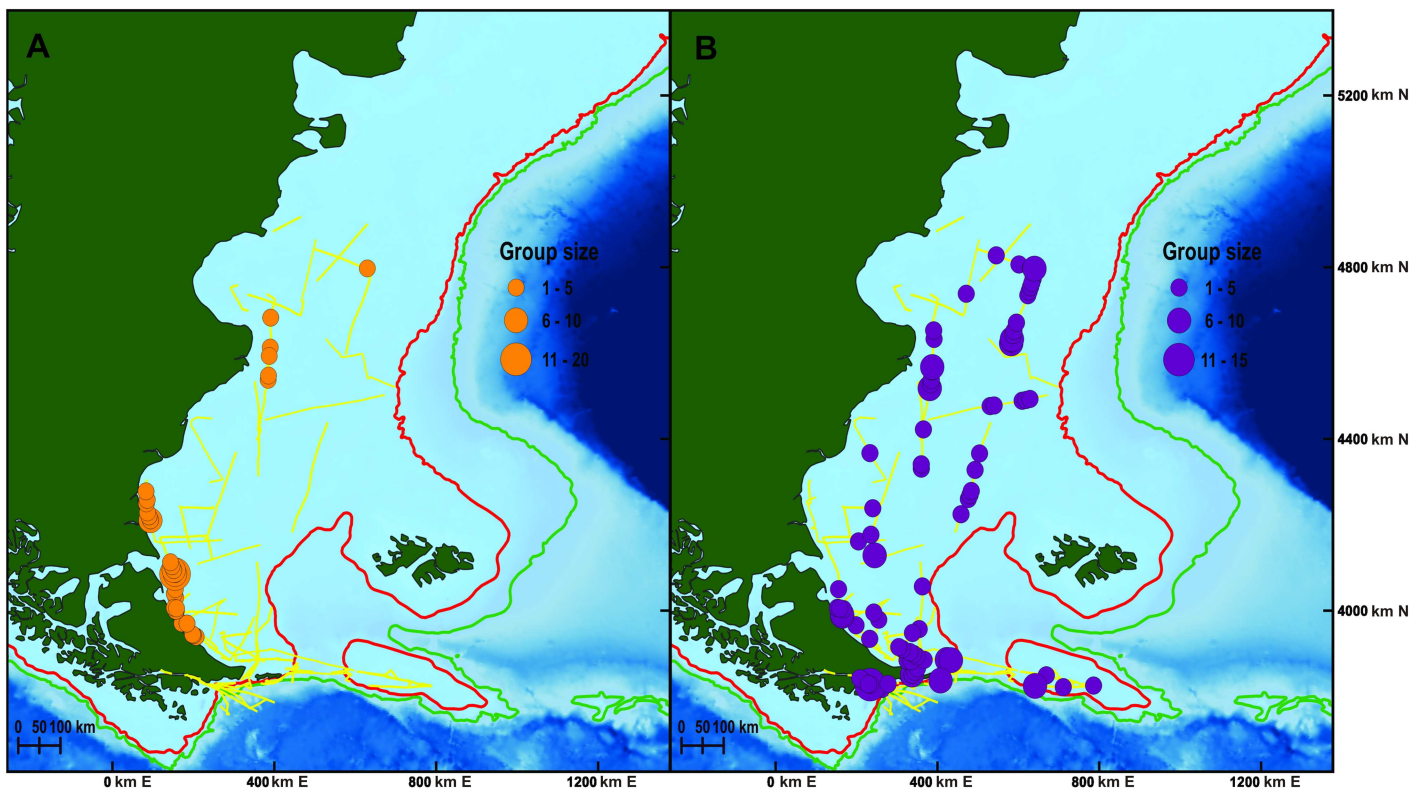 A
Group size
1 - 5
6 - 10
11 - 20
0 50 100 km
0 km E 400 km E 800 km E 1200 km E
B
Group size
1 - 5
6 - 10
11 - 15
0 50 100 km
0 km E 400 km E 800 km E 1200 km E
5200 km N
4800 km N
4400 km N
4000 km N